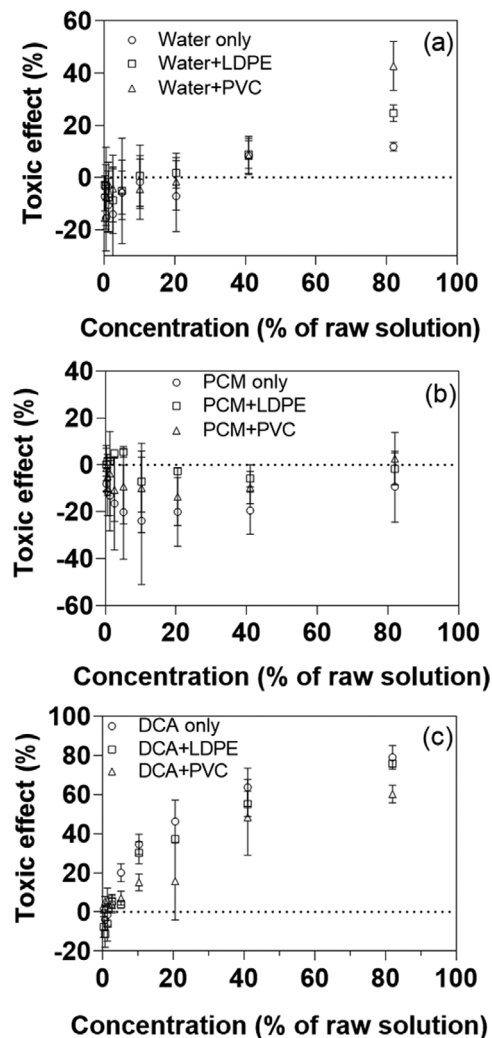 (a)
Water only
Water+LDPE
Water+PVC
Toxic effect (%)
60
40
20
0
-20
0 20 40 60 80 100
Concentration (% of raw solution)
(b)
PCM only
PCM+LDPE
PCM+PVC
Toxic effect (%)
40
20
0
-20
-40
-60
0 20 40 60 80 100
Concentration (% of raw solution)
(c)
DCA only
DCA+LDPE
DCA+PVC
Toxic effect (%)
100
80
60
40
20
0
-20
0 20 40 60 80 100
Concentration (% of raw solution)